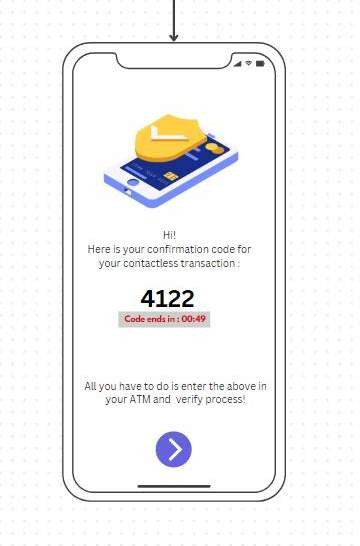 Hi!
Here is your confirmation code for
your contactless transaction :
4122
Code ends in : 00:49
All you have to do is enter the above in
your ATM and verify process!